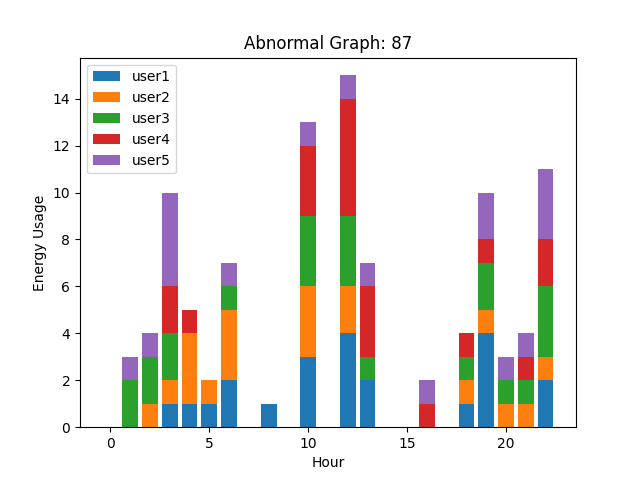 Abnormal Graph: 87
user1
user2
user3
user4
user5
Energy Usage
14
12
10
8
6
4
2
0
0 5 10 15 20
Hour